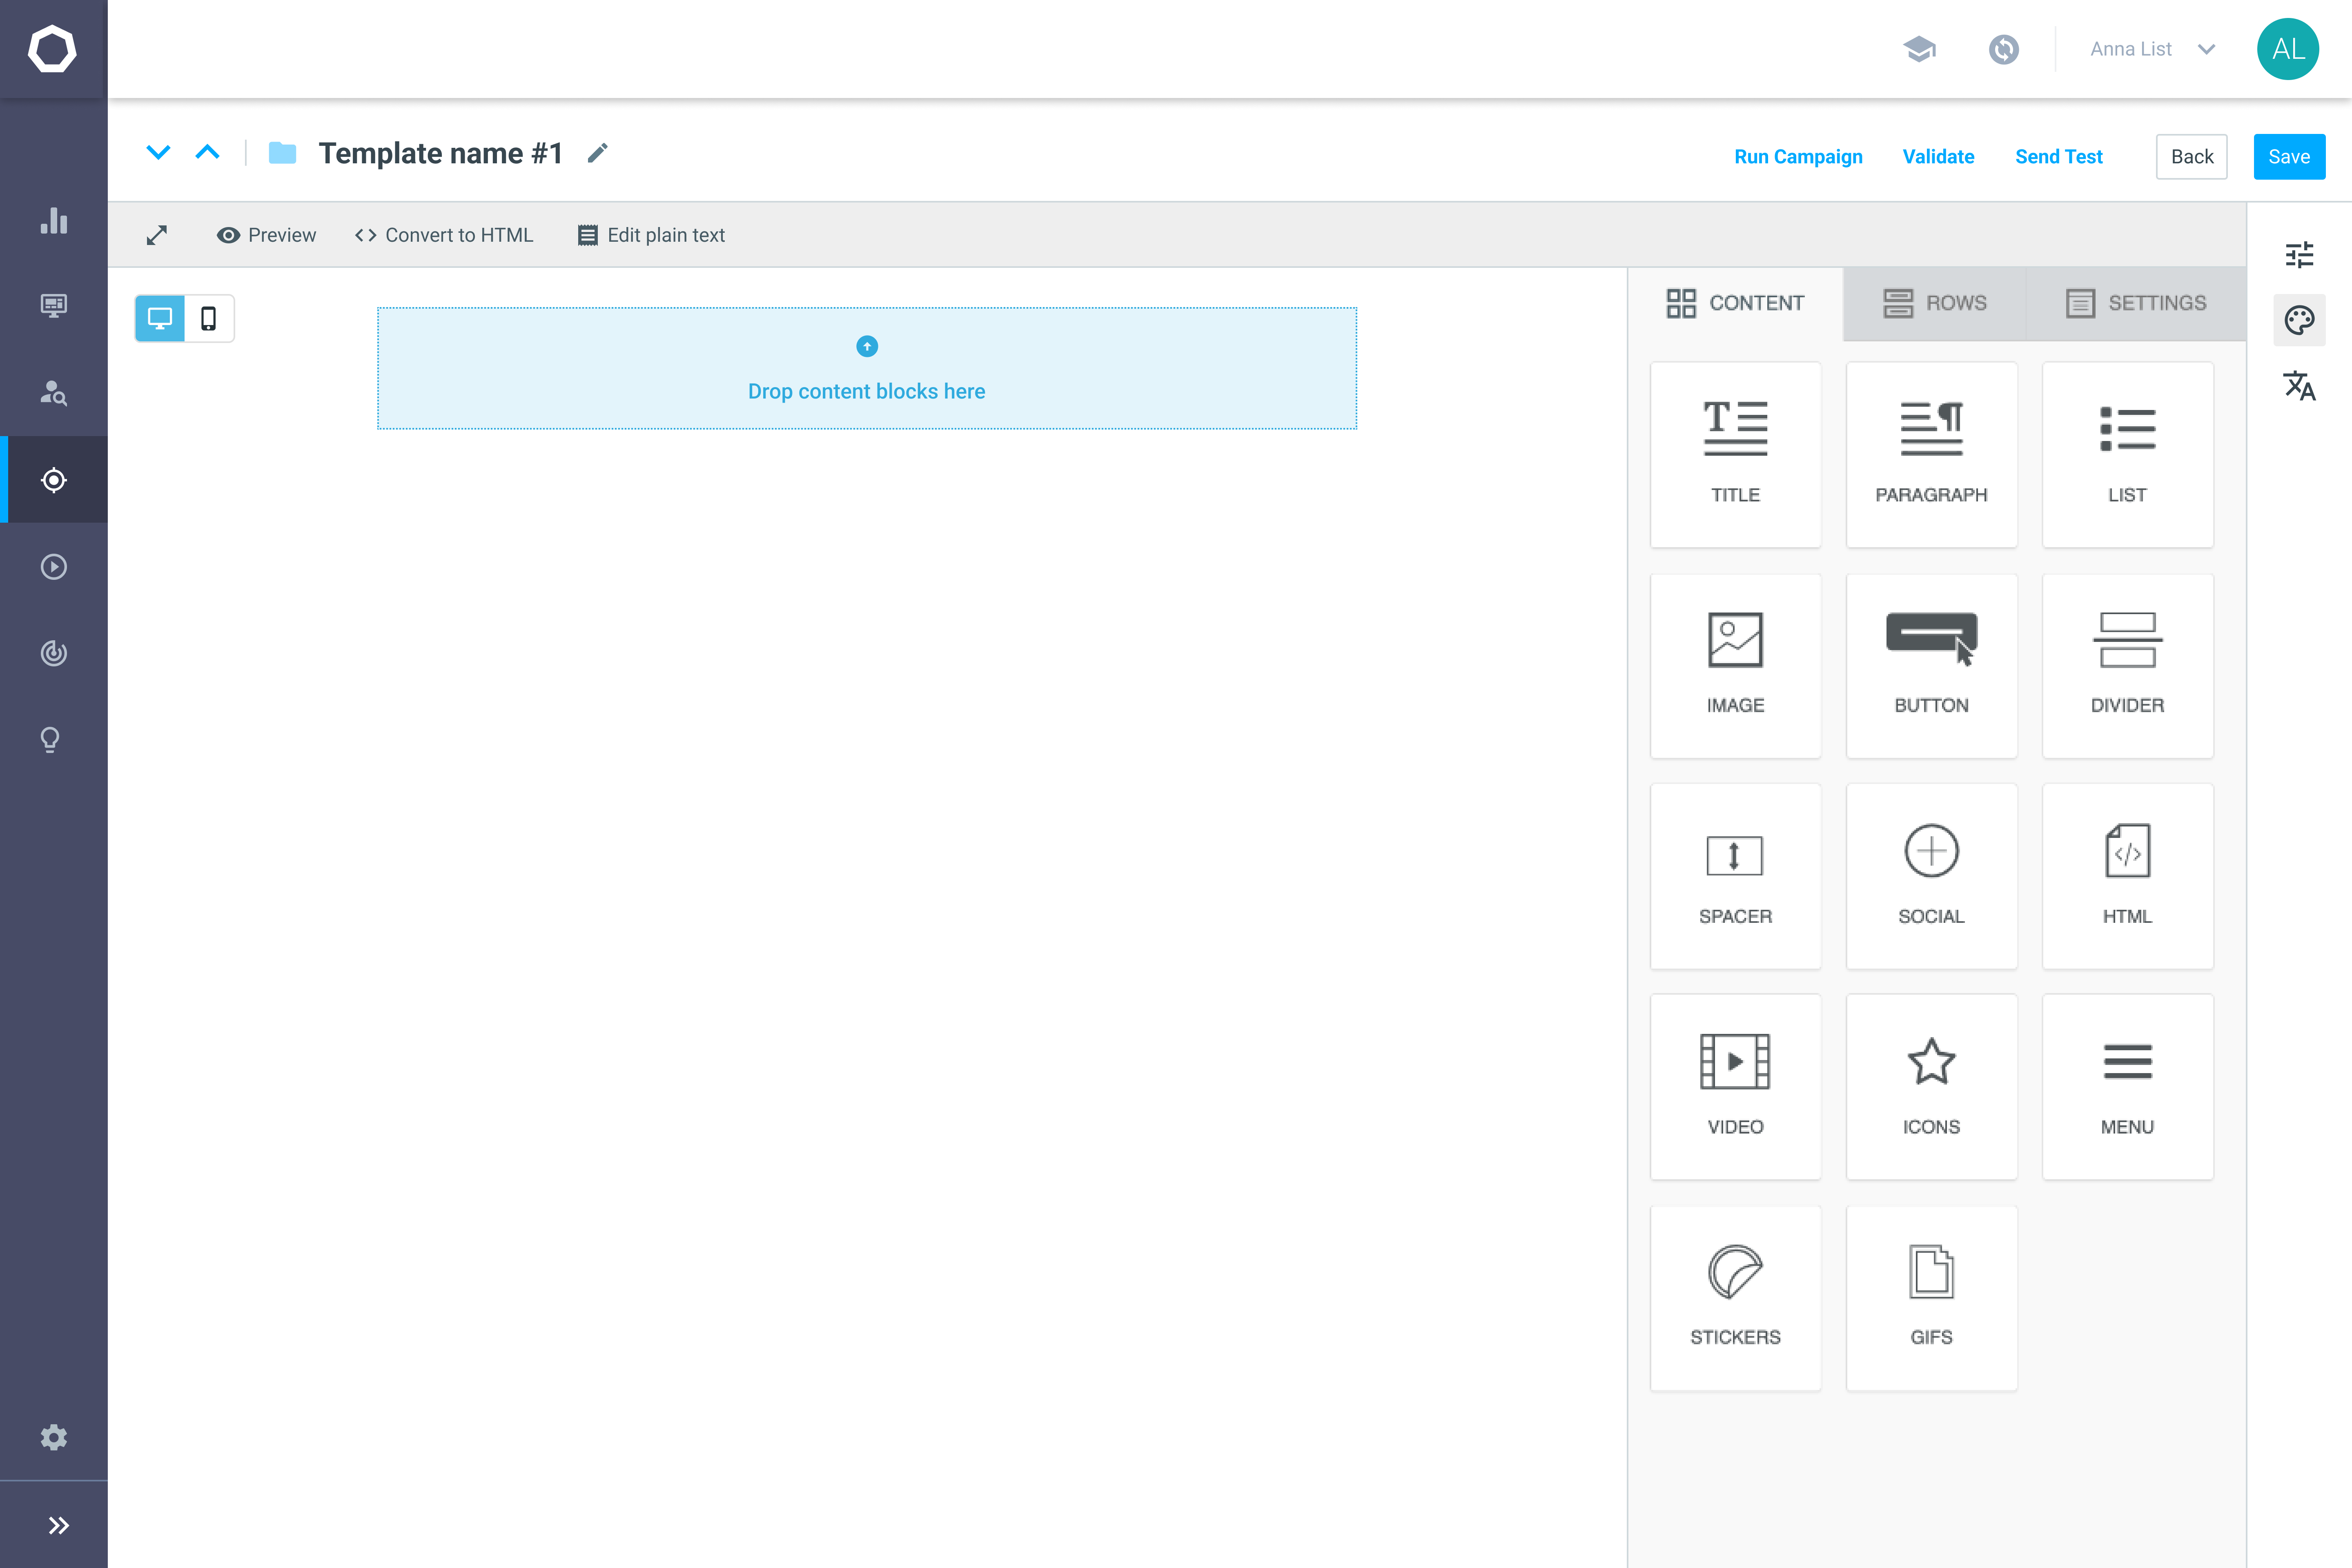 Anna List
AL
Template name #1
Run Campaign
Validate
Send Test
Back
Save
Preview
Convert to HTML
Edit plain text
CONTENT
ROWS
SETTINGS
Drop content blocks here
TITLE
PARAGRAPH
LIST
IMAGE
BUTTON
DIVIDER
SPACER
SOCIAL
HTML
VIDEO
ICONS
MENU
STICKERS
GIFS